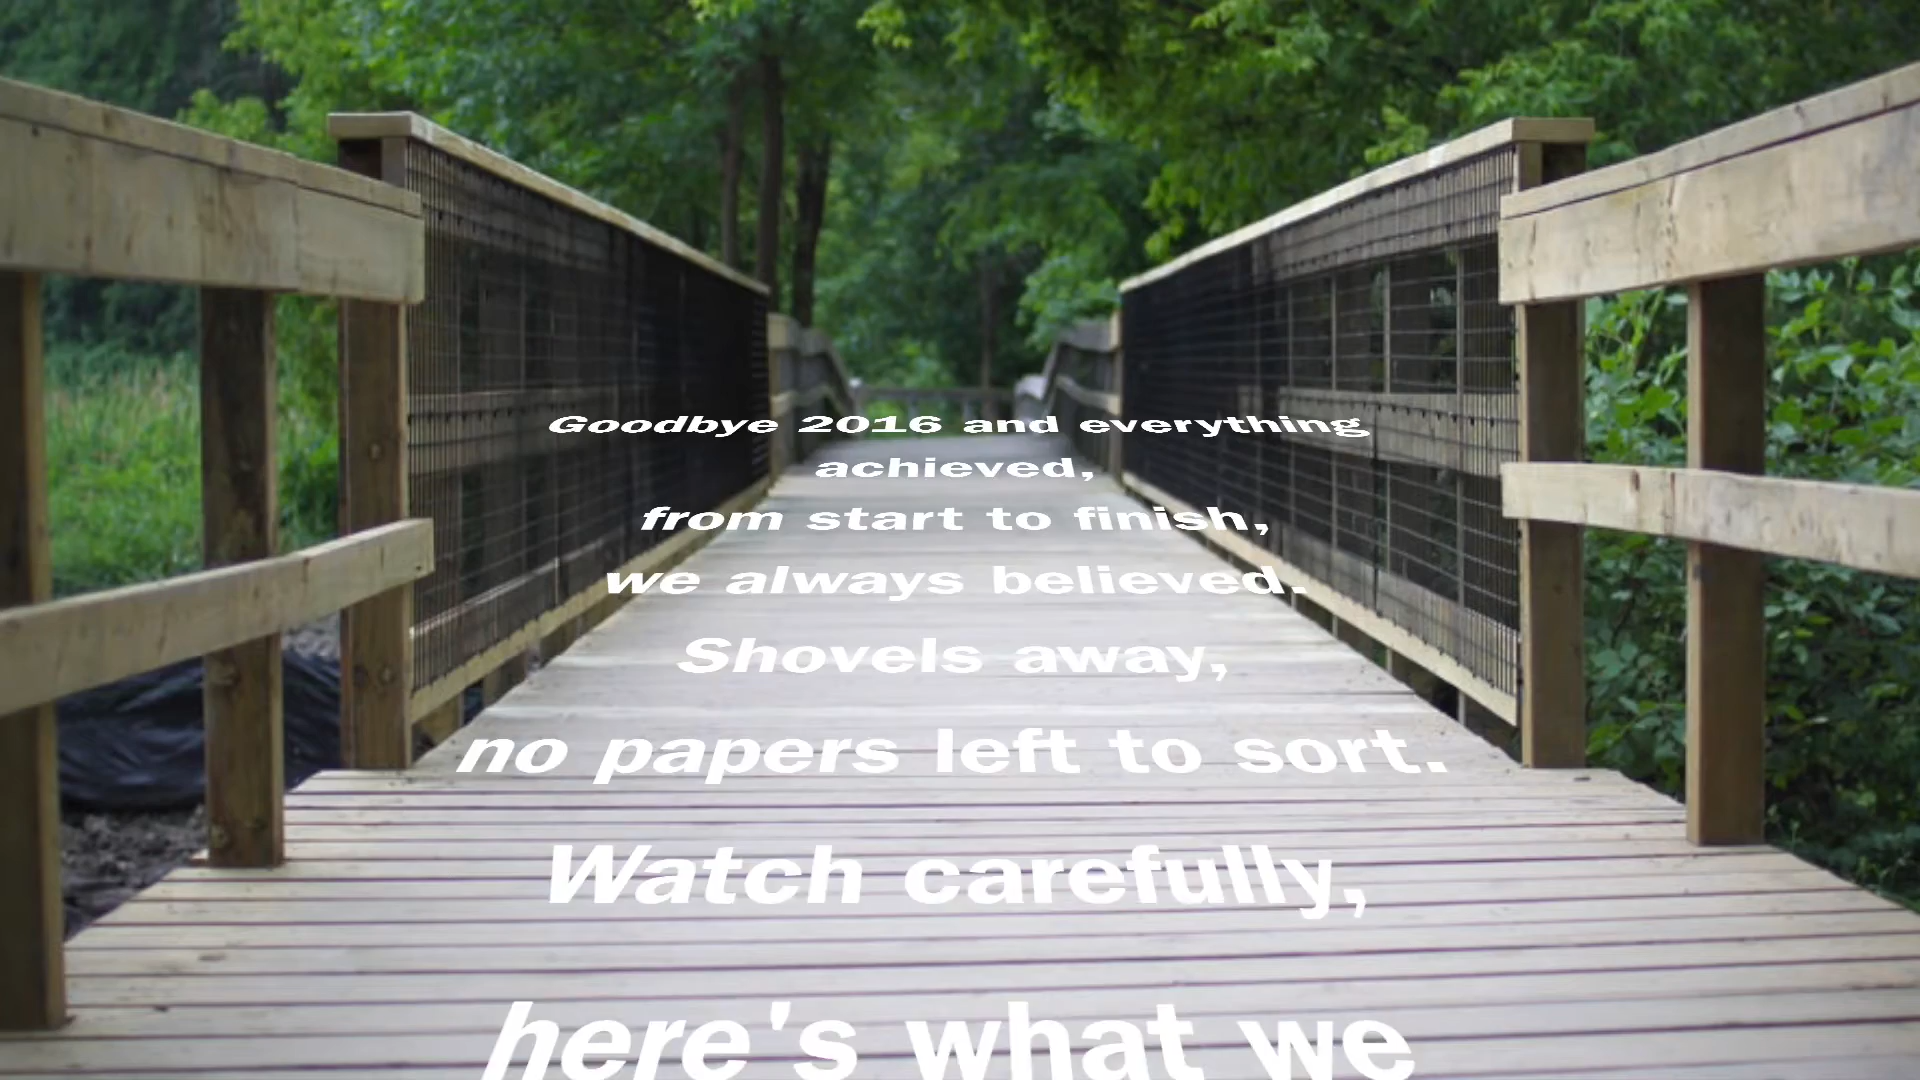 Goodbye 2016 and everything
achieved,
from start to finish,
we always believed.
Shovels away,
no papers left to sort.
Watch carefully,
here's what we